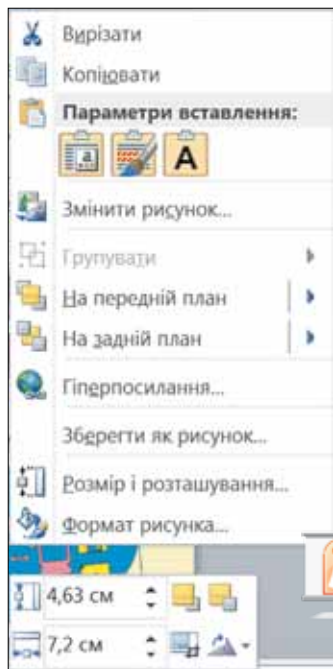 Вирізати
Копіювати
Параметри вставлення:
a
A
Змінити рисунок...
Групувати
На передній план
На задній план
Гіперпосилання...
Зберегти як рисунок...
Розмір і розташування...
Формат рисунка...
4,63 см
7,2 см